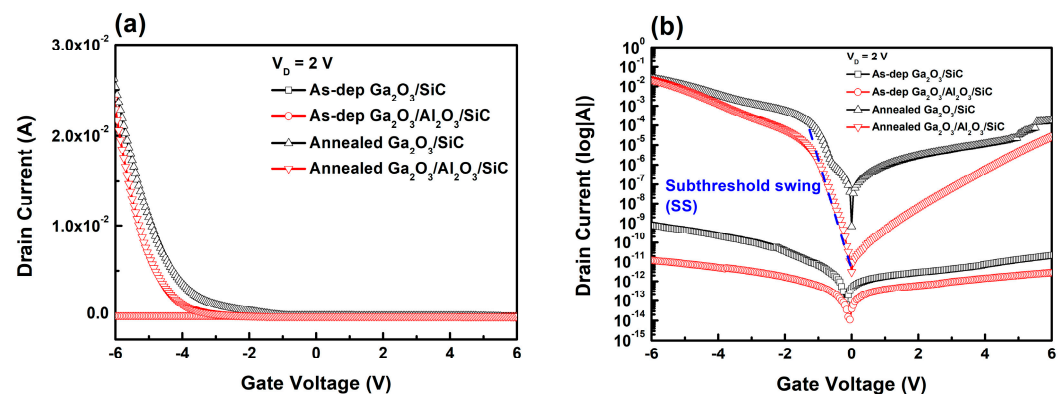 (a)
3.0x10⁻²
2.0x10⁻²
1.0x10⁻²
0.0
Drain Current (A)
V_D = 2 V
As-dep Ga₂O₃/SiC
As-dep Ga₂O₃/Al₂O₃/SiC
Annealed Ga₂O₃/SiC
Annealed Ga₂O₃/Al₂O₃/SiC
-6 -4 -2 0 2 4 6
Gate Voltage (V)
(b)
10⁰
10⁻¹
10⁻²
10⁻³
10⁻⁴
10⁻⁵
10⁻⁶
10⁻⁷
10⁻⁸
10⁻⁹
10⁻¹⁰
10⁻¹¹
10⁻¹²
10⁻¹³
10⁻¹⁴
10⁻¹⁵
Drain Current (log|A|)
V_D = 2 V
As-dep Ga₂O₃/SiC
As-dep Ga₂O₃/Al₂O₃/SiC
Annealed Ga₂O₃/SiC
Annealed Ga₂O₃/Al₂O₃/SiC
Subthreshold swing
(SS)
-6 -4 -2 0 2 4 6
Gate Voltage (V)